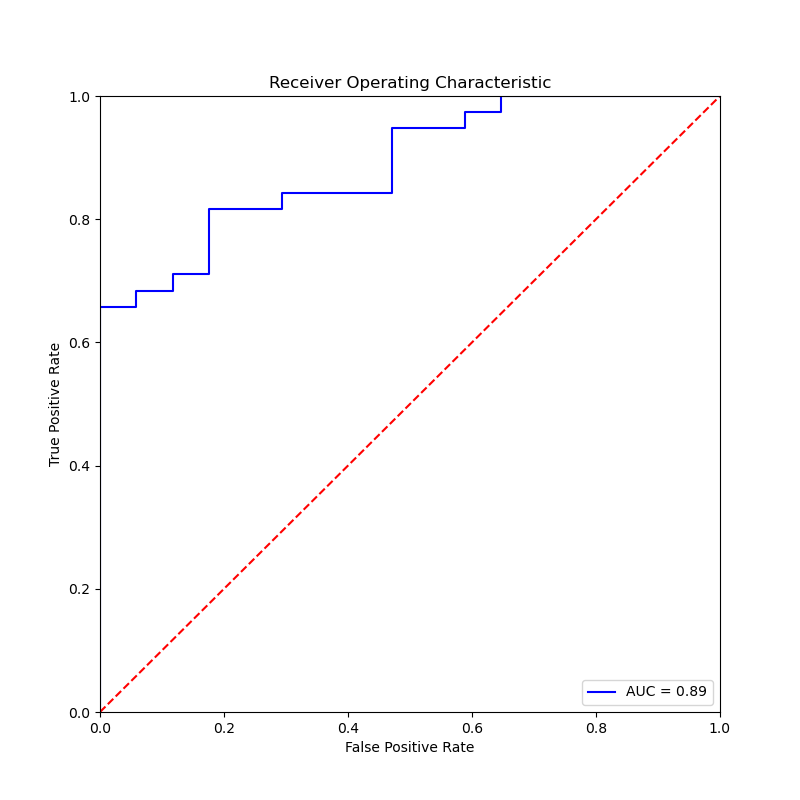 Receiver Operating Characteristic
1.0
0.8
0.6
0.4
0.2
0.0
True Positive Rate
AUC = 0.89
0.0 0.2 0.4 0.6 0.8 1.0
False Positive Rate